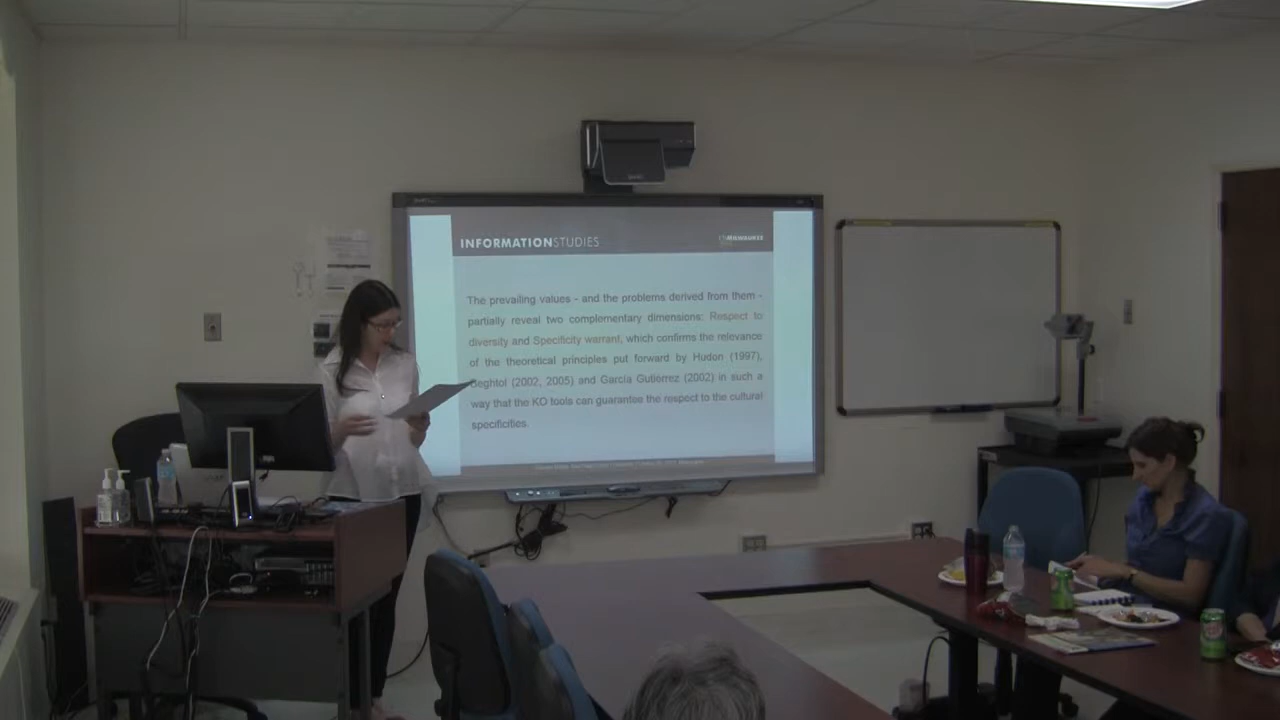 INFORMATIONSTUDIES
UWMILWAUKEE
The prevailing values - and the problems derived from them -
partially reveal two complementary dimensions: Respect to
diversity and Specificity warrant, which confirms the relevance
of the theoretical principles put forward by Hudon (1997),
Beghtol (2002, 2005) and García Gutiérrez (2002) in such a
way that the KO tools can guarantee the respect to the cultural
specificities.